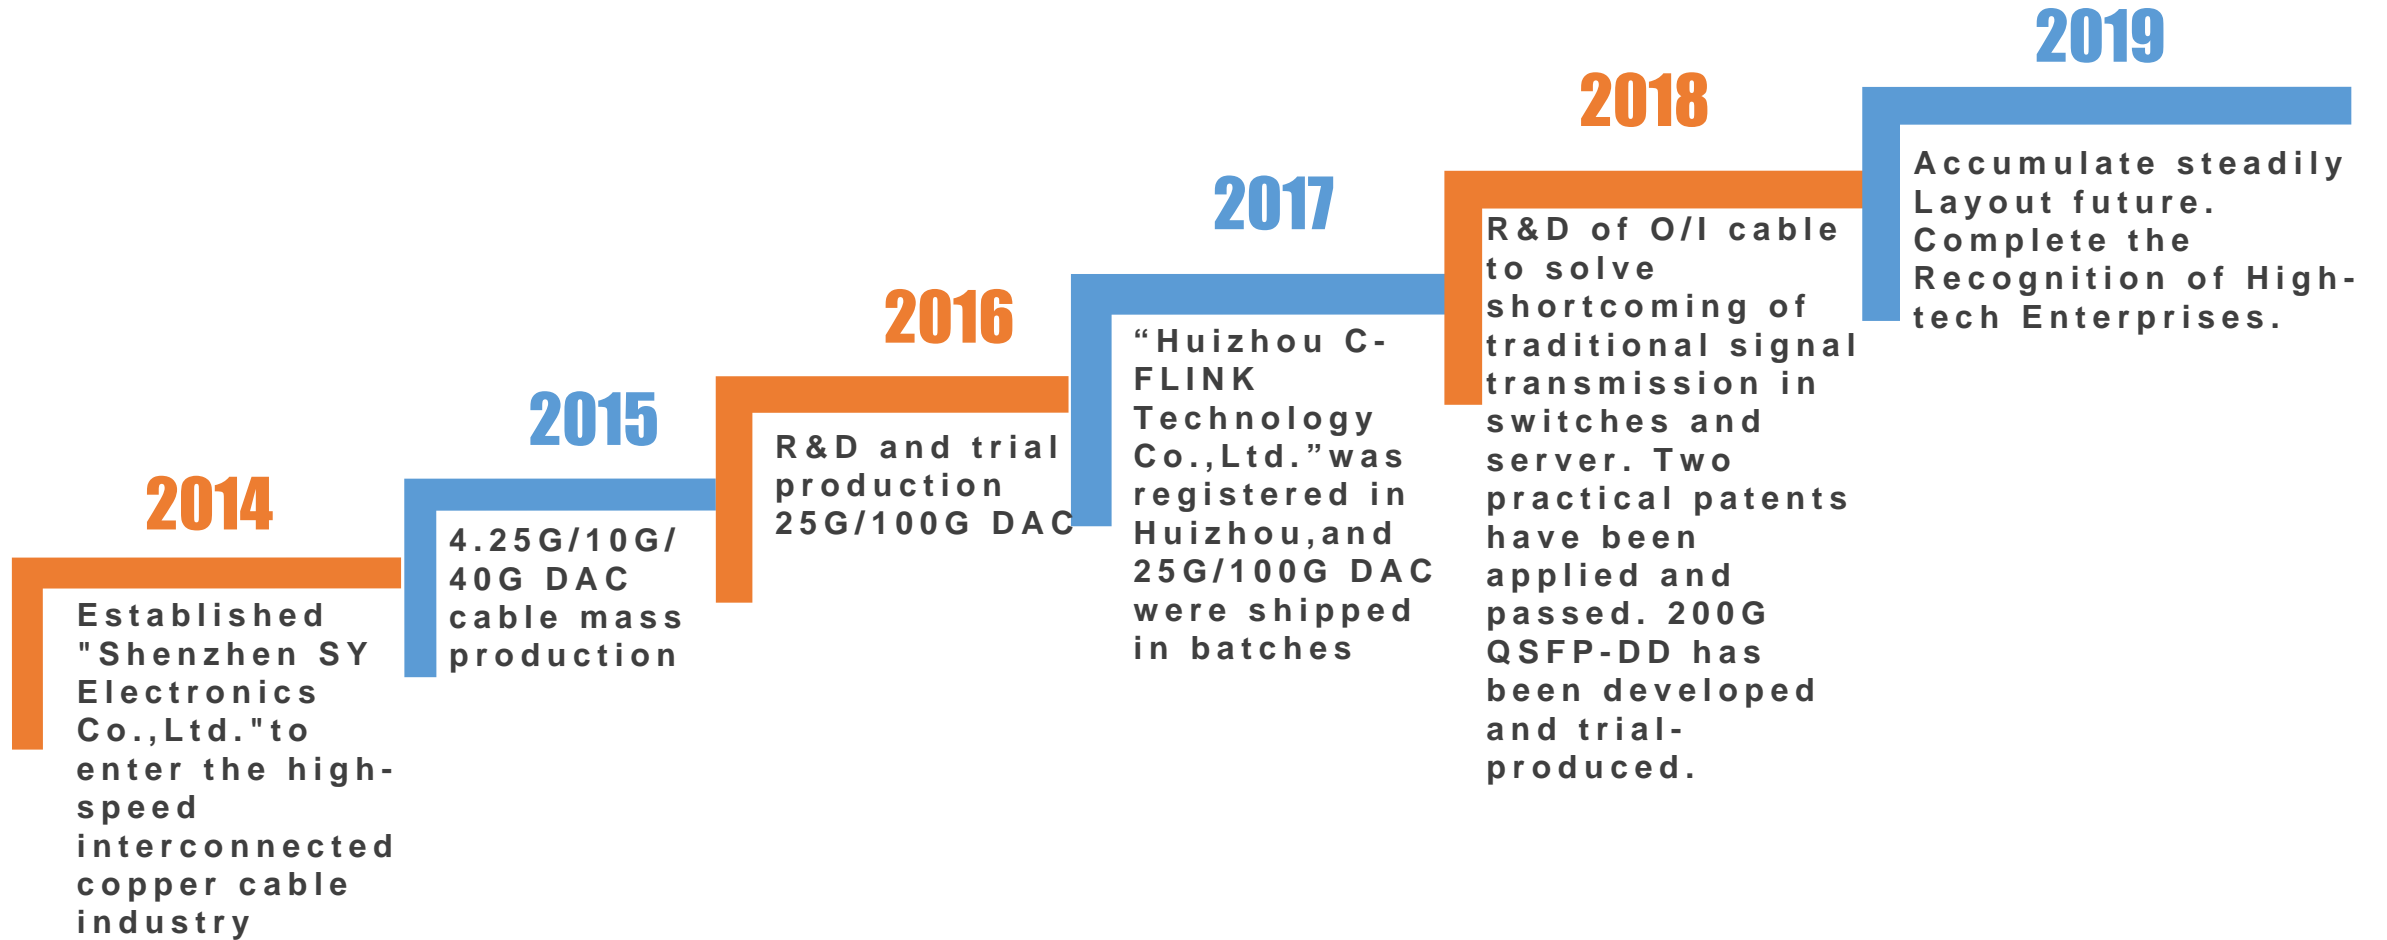 2014
Established
"Shenzhen SY
Electronics
Co.,Ltd."to
enter the high-
speed
interconnected
copper cable
industry
2015
4.25G/10G/
40G DAC
cable mass
production
2016
R&D and trial
production
25G/100G DAC
2017
“Huizhou C-
FLINK
Technology
Co.,Ltd.”was
registered in
Huizhou,and
25G/100G DAC
were shipped
in batches
2018
R&D of O/I cable
to solve
shortcoming of
traditional signal
transmission in
switches and
server. Two
practical patents
have been
applied and
passed. 200G
QSFP-DD has
been developed
and trial-
produced.
2019
Accumulate steadily
Layout future.
Complete the
Recognition of High-
tech Enterprises.